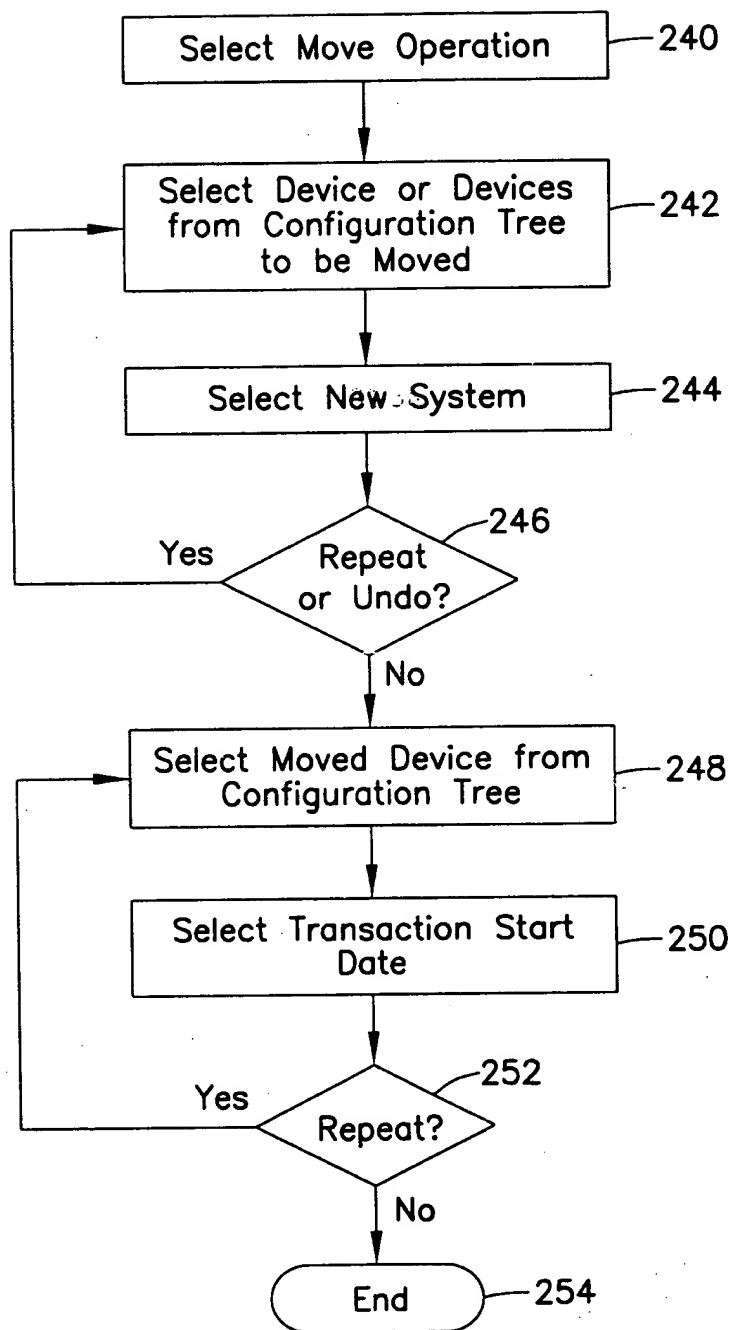 Select Move Operation
240
Select Device or Devices
from Configuration Tree
to be Moved
242
Select New System
244
246
Yes
Repeat
or Undo?
No
Select Moved Device from
Configuration Tree
248
Select Transaction Start
Date
250
252
Yes
Repeat?
No
End
254